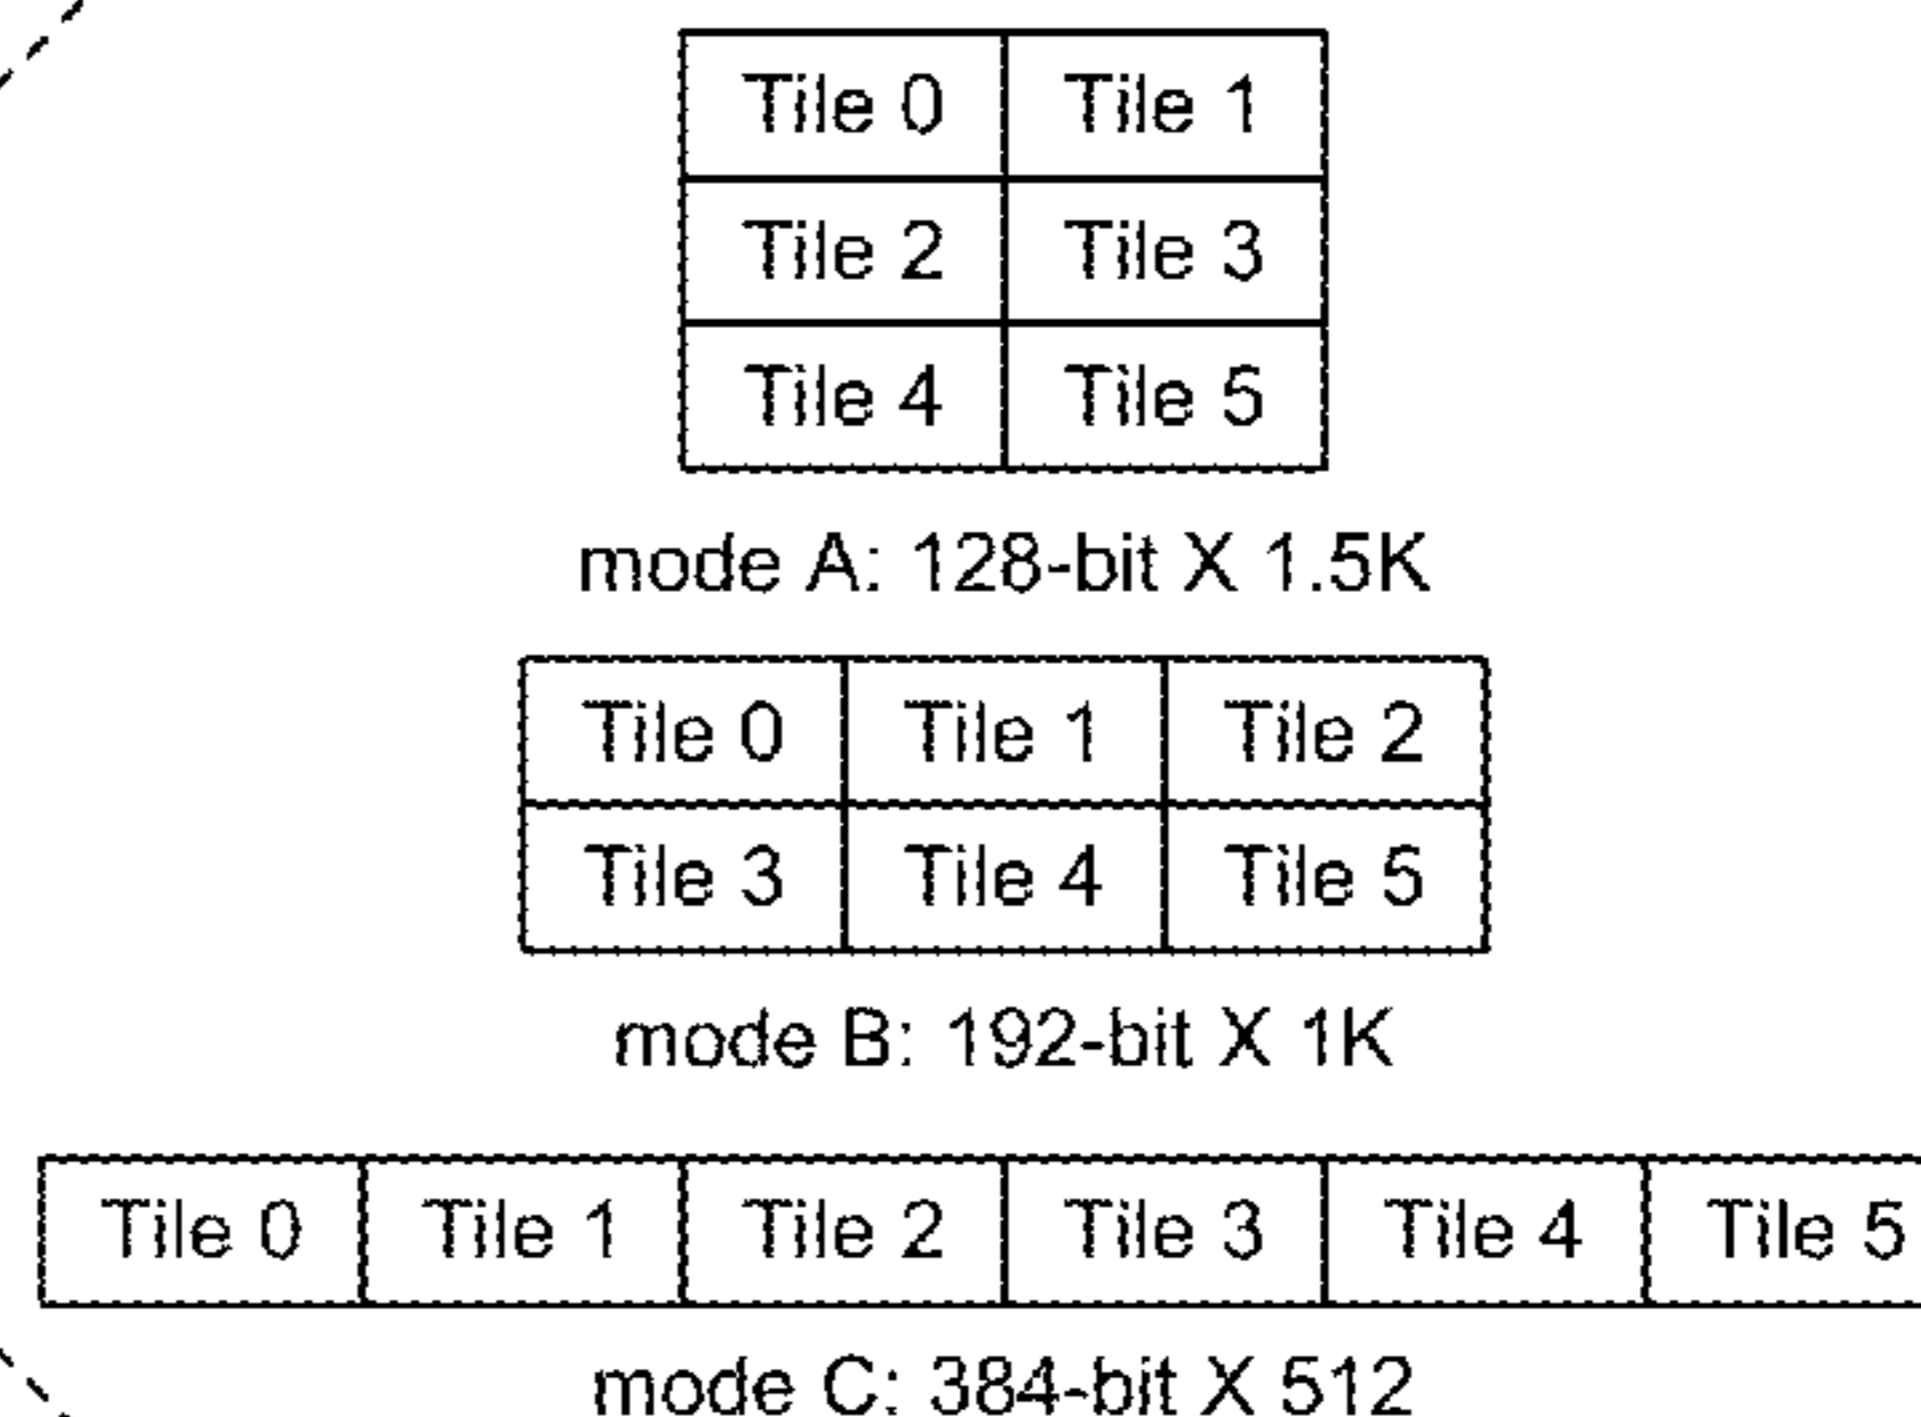 Tile 0 Tile 1
Tile 2 Tile 3
Tile 4 Tile 5
mode A: 128-bit X 1.5K
Tile 0 Tile 1 Tile 2
Tile 3 Tile 4 Tile 5
mode B: 192-bit X 1K
Tile 0 Tile 1 Tile 2 Tile 3 Tile 4 Tile 5
mode C: 384-bit X 512